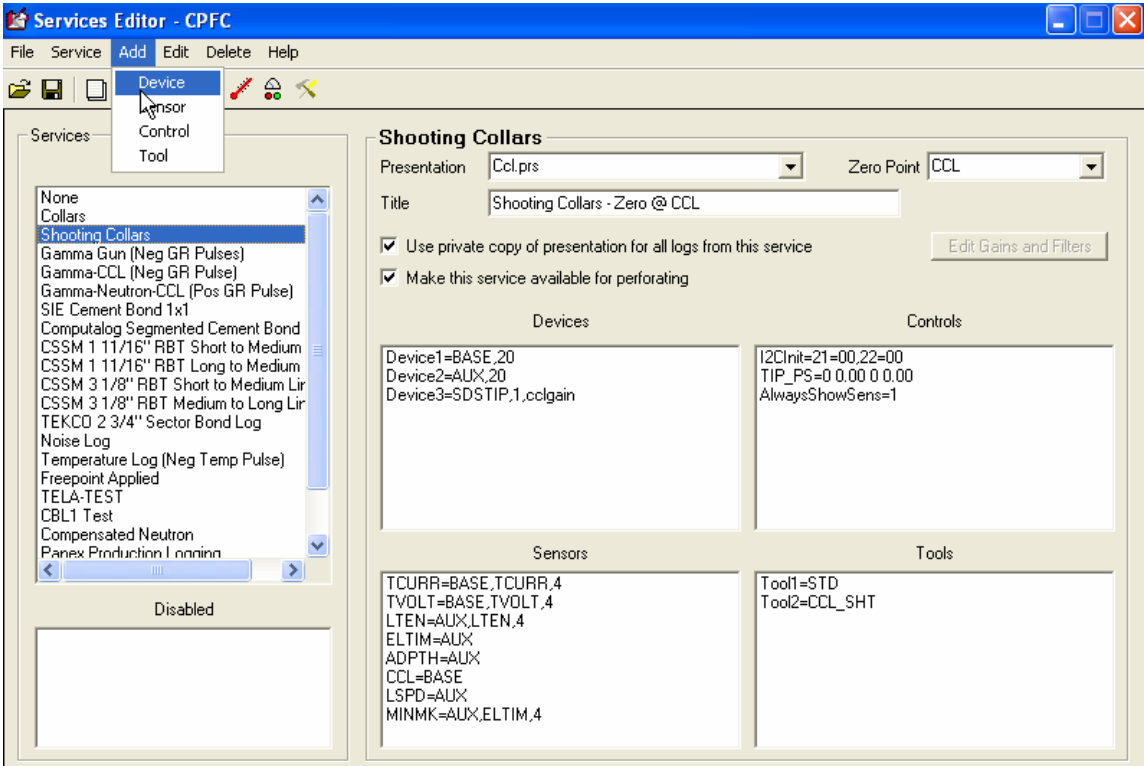 Services Editor - CPFC
File Service Add Edit Delete Help
Device
Sensor
Control
Tool
Services
None
Collars
Shooting Collars
Gamma Gun (Neg GR Pulses)
Gamma-CCL (Neg GR Pulse)
Gamma-Neutron-CCL (Pos GR Pulse)
SIE Cement Bond 1x1
Computalog Segmented Cement Bond
CSSM 1 11/16" RBT Short to Medium
CSSM 1 11/16" RBT Long to Medium
CSSM 3 1/8" RBT Short to Medium Lir
CSSM 3 1/8" RBT Medium to Long Lir
TEKCO 2 3/4" Sector Bond Log
Noise Log
Temperature Log (Neg Temp Pulse)
Freepoint Applied
TELA-TEST
CBL1 Test
Compensated Neutron
Panex Production Logging
Disabled
Shooting Collars
Presentation Ccl.prs Zero Point CCL
Title Shooting Collars - Zero @ CCL
Use private copy of presentation for all logs from this service
Edit Gains and Filters
Make this service available for perforating
Devices
Device1=BASE,20
Device2=AUX,20
Device3=SDSTIP,1,cclgain
Controls
I2CInit=21=00,22=00
TIP_PS=0 0.00 0 0.00
AlwaysShowSens=1
Sensors
TCURR=BASE,TCURR,4
TVOLT=BASE,TVOLT,4
LTEN=AUX,LTEN,4
ELTIM=AUX
ADPTH=AUX
CCL=BASE
LSPD=AUX
MINMK=AUX,ELTIM,4
Tools
Tool1=STD
Tool2=CCL_SHT